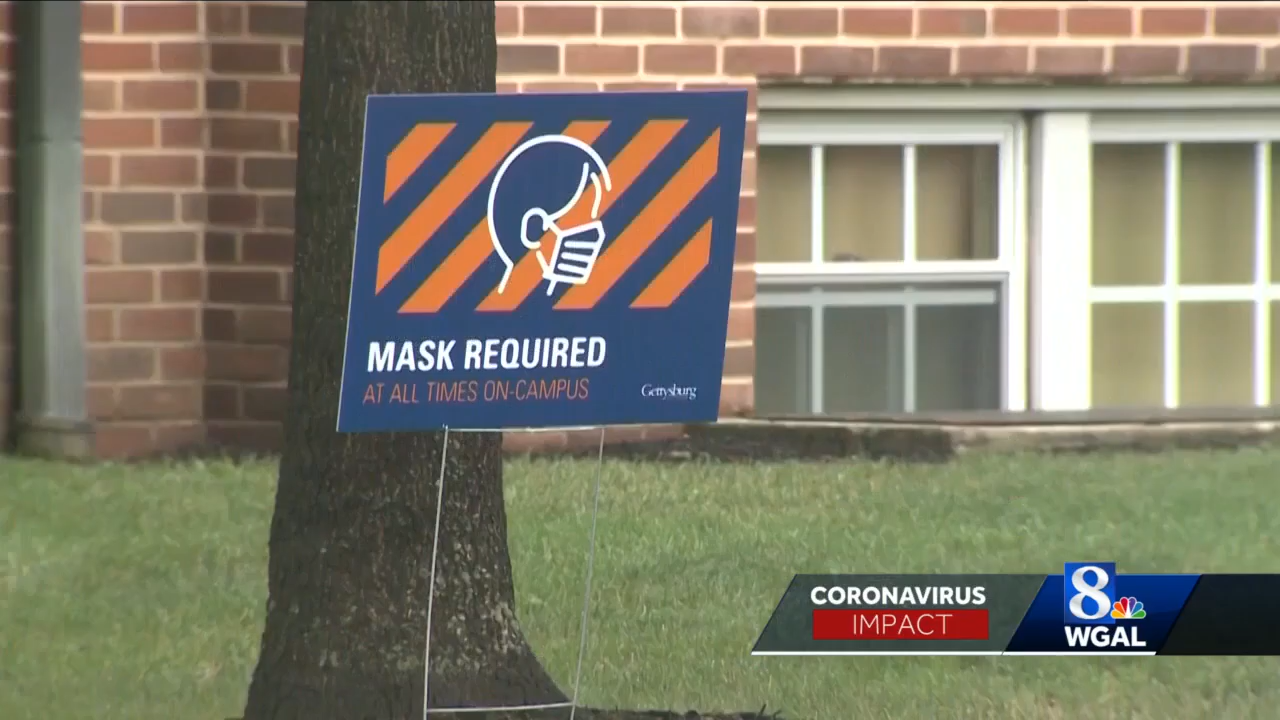 MASK REQUIRED
AT ALL TIMES ON-CAMPUS
Gettysburg
CORONAVIRUS
IMPACT
8
WGAL